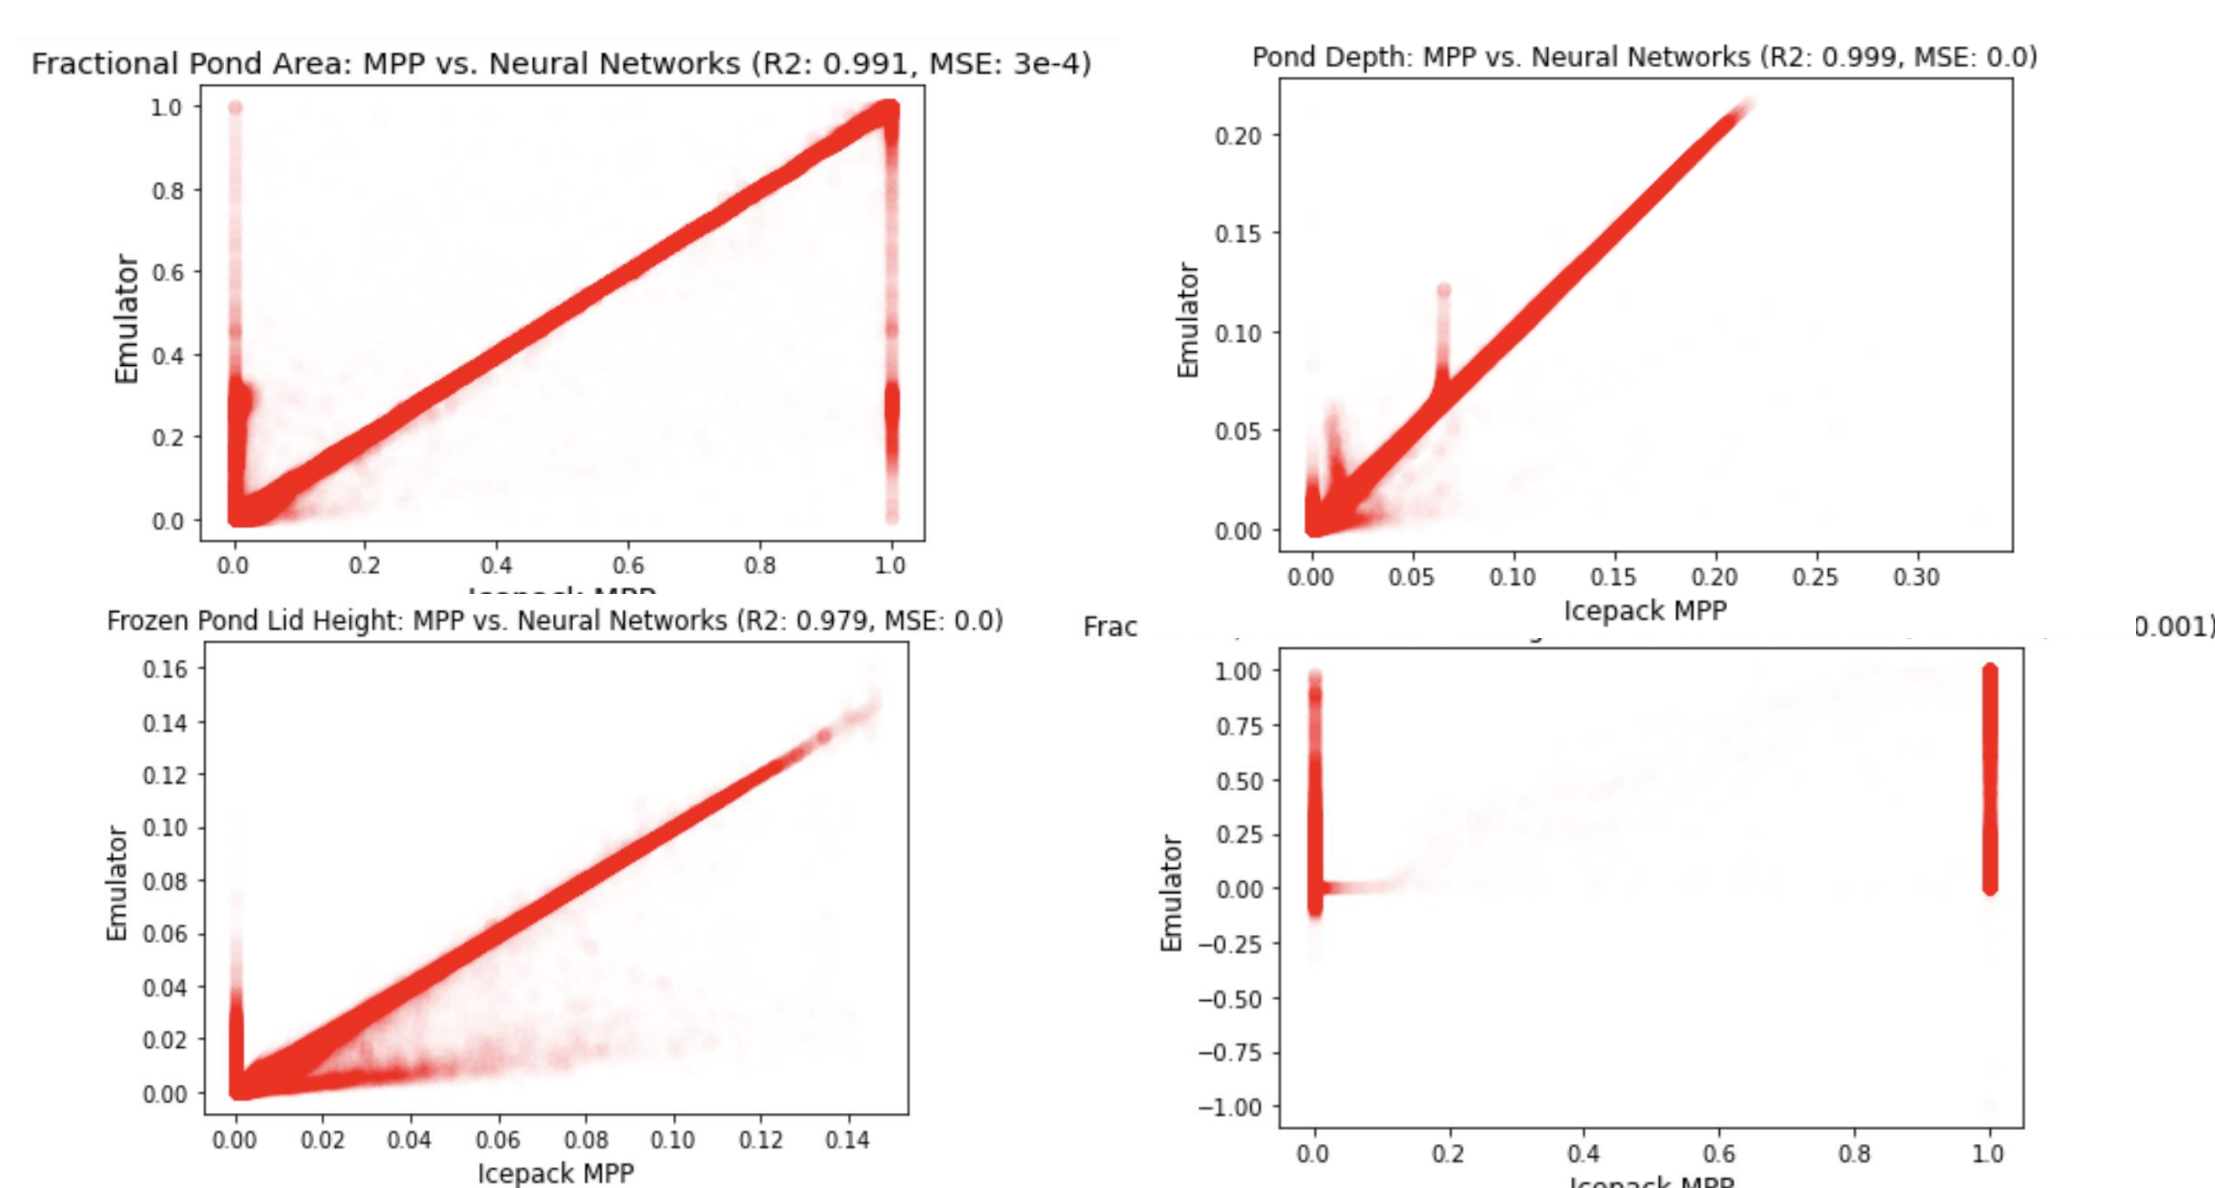 Fractional Pond Area: MPP vs. Neural Networks (R2: 0.991, MSE: 3e-4)
Emulator
1.0
0.8
0.6
0.4
0.2
0.0
0.0 0.2 0.4 0.6 0.8 1.0
Icepack MPP
Pond Depth: MPP vs. Neural Networks (R2: 0.999, MSE: 0.0)
Emulator
0.20
0.15
0.10
0.05
0.00
0.00 0.05 0.10 0.15 0.20 0.25 0.30
Icepack MPP
Frozen Pond Lid Height: MPP vs. Neural Networks (R2: 0.979, MSE: 0.0)
Emulator
0.16
0.14
0.12
0.10
0.08
0.06
0.04
0.02
0.00
0.00 0.02 0.04 0.06 0.08 0.10 0.12 0.14
Icepack MPP
Frac 0.001)
Emulator
1.00
0.75
0.50
0.25
0.00
−0.25
−0.50
−0.75
−1.00
0.0 0.2 0.4 0.6 0.8 1.0
Icepack MPP